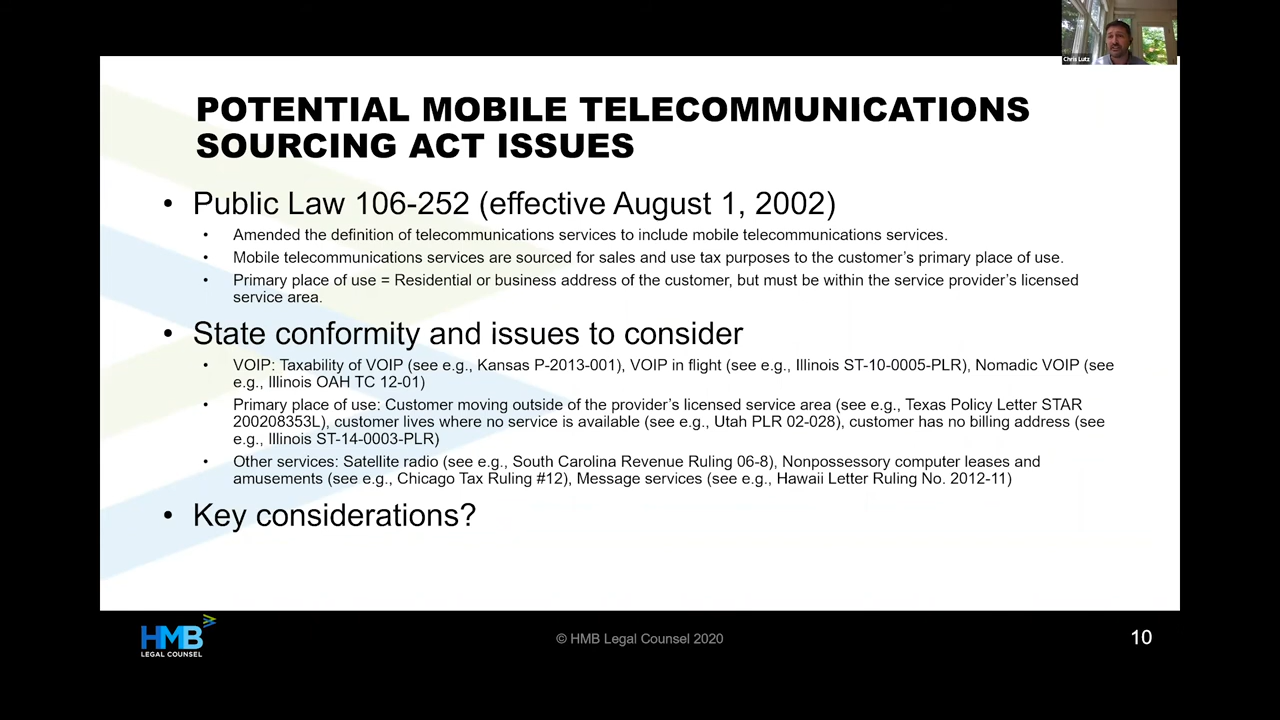 Chris Lutz
POTENTIAL MOBILE TELECOMMUNICATIONS
SOURCING ACT ISSUES
• Public Law 106-252 (effective August 1, 2002)
• Amended the definition of telecommunications services to include mobile telecommunications services.
• Mobile telecommunications services are sourced for sales and use tax purposes to the customer’s primary place of use.
• Primary place of use = Residential or business address of the customer, but must be within the service provider’s licensed
service area.
• State conformity and issues to consider
• VOIP: Taxability of VOIP (see e.g., Kansas P-2013-001), VOIP in flight (see e.g., Illinois ST-10-0005-PLR), Nomadic VOIP (see
e.g., Illinois OAH TC 12-01)
• Primary place of use: Customer moving outside of the provider’s licensed service area (see e.g., Texas Policy Letter STAR
200208353L), customer lives where no service is available (see e.g., Utah PLR 02-028), customer has no billing address (see
e.g., Illinois ST-14-0003-PLR)
• Other services: Satellite radio (see e.g., South Carolina Revenue Ruling 06-8), Nonpossessory computer leases and
amusements (see e.g., Chicago Tax Ruling #12), Message services (see e.g., Hawaii Letter Ruling No. 2012-11)
• Key considerations?
HMB
LEGAL COUNSEL
© HMB Legal Counsel 2020
10